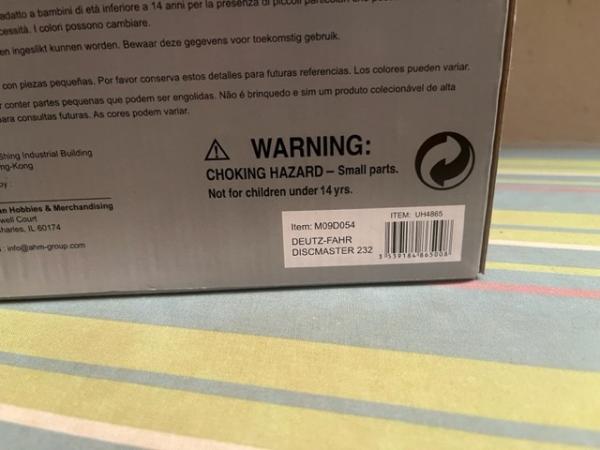 adatto a bambini di età inferiore a 14 anni per la presenza di piccoli
cessità. I colori possono cambiare.
en ingeslikt kunnen worden. Bewaar deze gegevens voor toekomstig gebruik.
con piezas pequeñas. Por favor conserva estos detalles para futuras referencias. Los colores pueden variar.
r conter partes pequenas que podem ser engolidas. Não é brinquedo e sim um produto colecionável de alta
ara consultas futuras. As cores podem variar.
Shing Industrial Building
ng-Kong
by:
an Hobbies & Merchandising
well Court
harles, IL 60174
: info@ahm-group.com
WARNING:
CHOKING HAZARD – Small parts.
Not for children under 14 yrs.
Item: M09D054
DEUTZ-FAHR
DISCMASTER 232
ITEM: UH4865
3 539184 865008